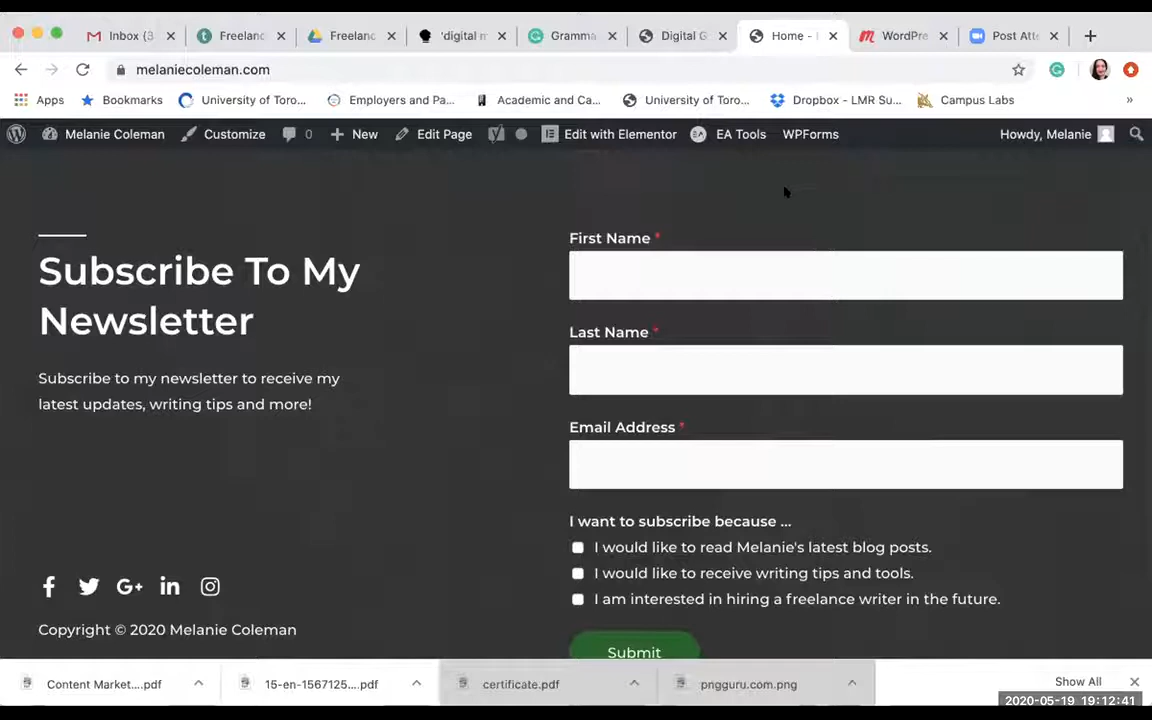 Inbox (3
Freelanc
Freelanc
'digital m
Gramma
Digital G
Home -
WordPre
Post Atte
melaniecoleman.com
Apps
Bookmarks
University of Toro...
Employers and Pa...
Academic and Ca...
University of Toro...
Dropbox - LMR Su...
Campus Labs
»
Melanie Coleman
Customize
0
New
Edit Page
Edit with Elementor
EA Tools
WPForms
Howdy, Melanie
Subscribe To My
Newsletter
Subscribe to my newsletter to receive my
latest updates, writing tips and more!
First Name *
Last Name *
Email Address *
I want to subscribe because ...
I would like to read Melanie's latest blog posts.
I would like to receive writing tips and tools.
I am interested in hiring a freelance writer in the future.
Submit
Copyright © 2020 Melanie Coleman
Content Market....pdf
15-en-1567125....pdf
certificate.pdf
pngguru.com.png
Show All
2020-05-19 19:12:41